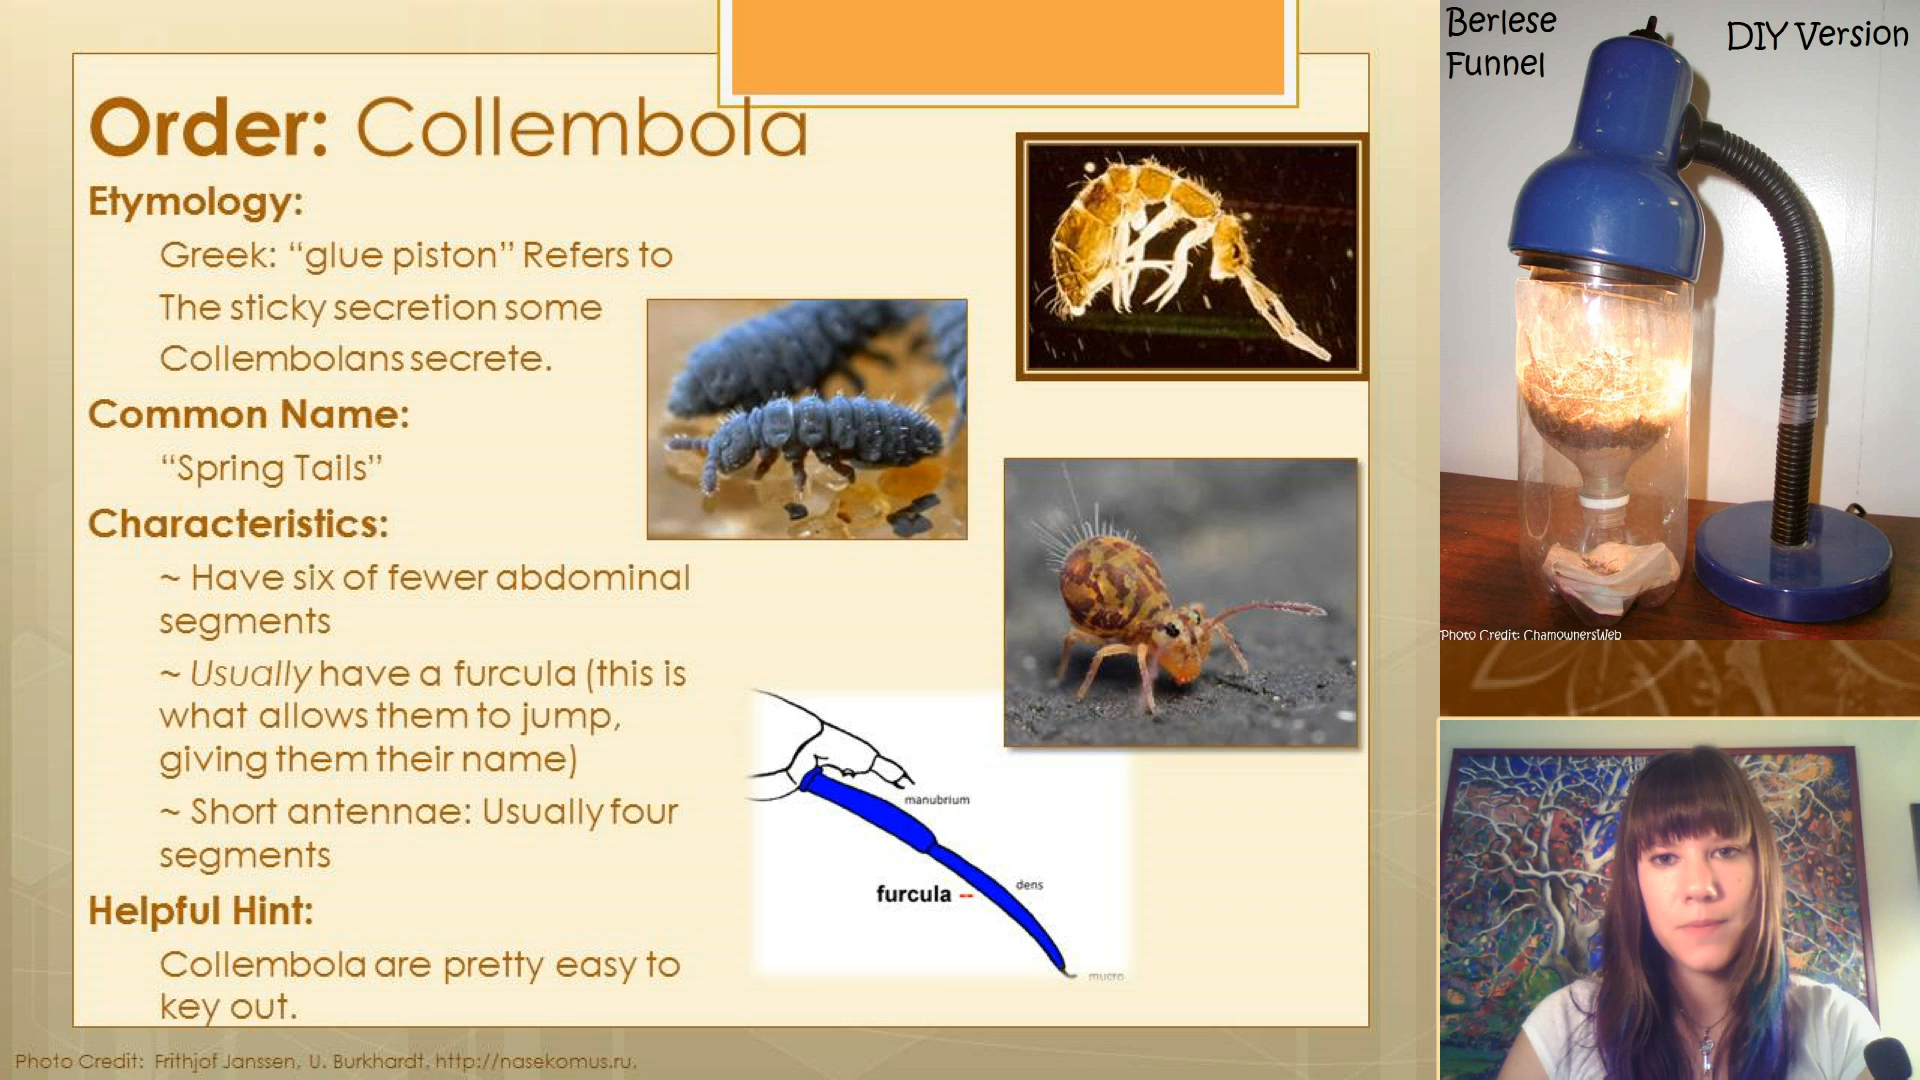 Order: Collembola
Etymology:
Greek: “glue piston” Refers to
The sticky secretion some
Collembolans secrete.
Common Name:
“Spring Tails”
Characteristics:
~ Have six of fewer abdominal
segments
~ Usually have a furcula (this is
what allows them to jump,
giving them their name)
~ Short antennae: Usually four
segments
Helpful Hint:
Collembola are pretty easy to
key out.
manubrium
dens
furcula --
mucro
Photo Credit: Frithjof Janssen, U. Burkhardt, http://nasekomus.ru,
Berlese
Funnel
DIY Version
Photo Credit: ChamownersWeb